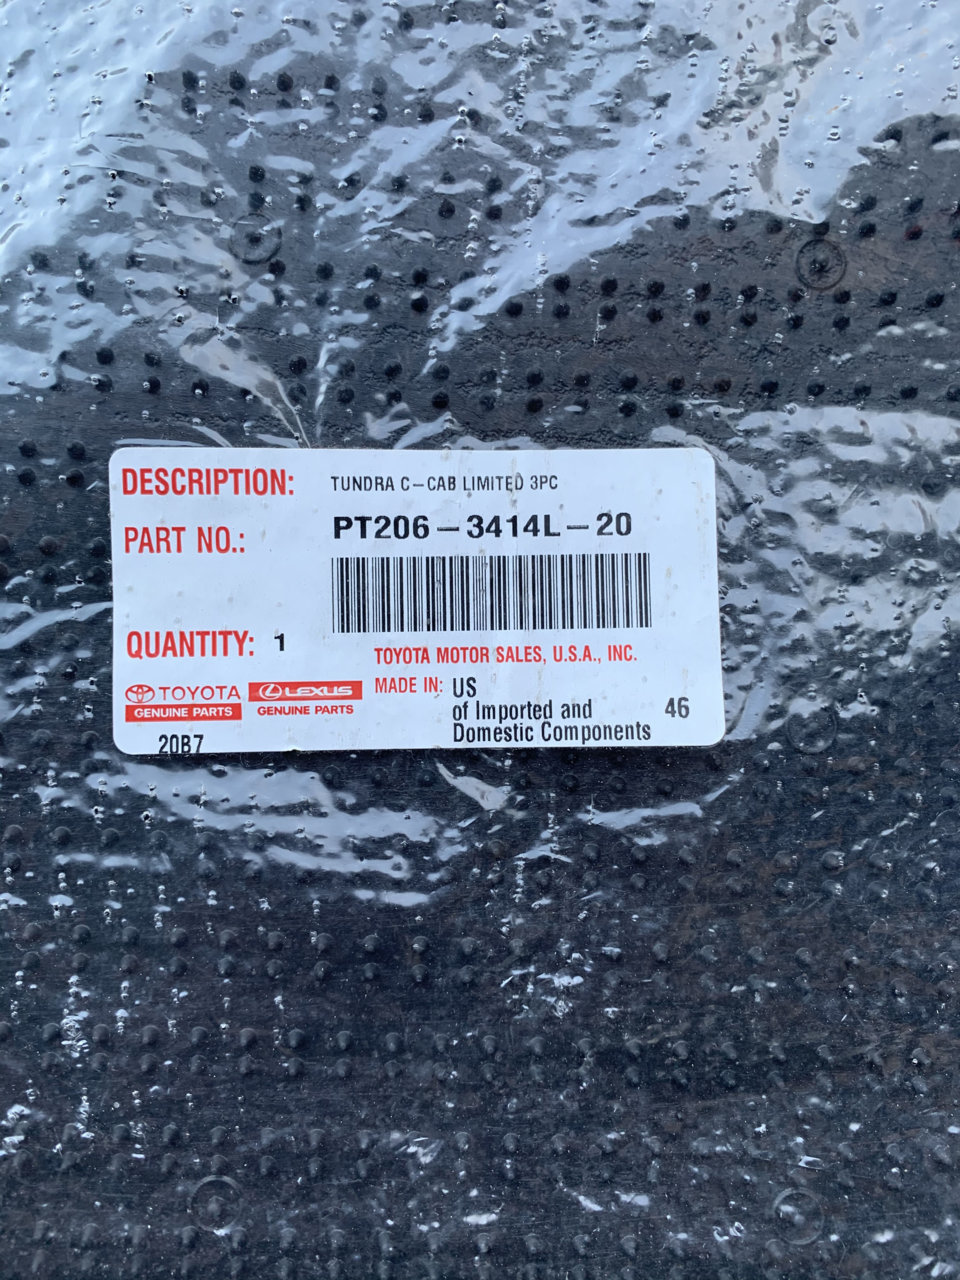 DESCRIPTION: TUNDRA C-CAB LIMITED 3PC
PART NO.: PT206-3414L-20
QUANTITY: 1
TOYOTA MOTOR SALES, U.S.A., INC.
TOYOTA
GENUINE PARTS
LEXUS
GENUINE PARTS
MADE IN: US
of Imported and
Domestic Components
46
20B7